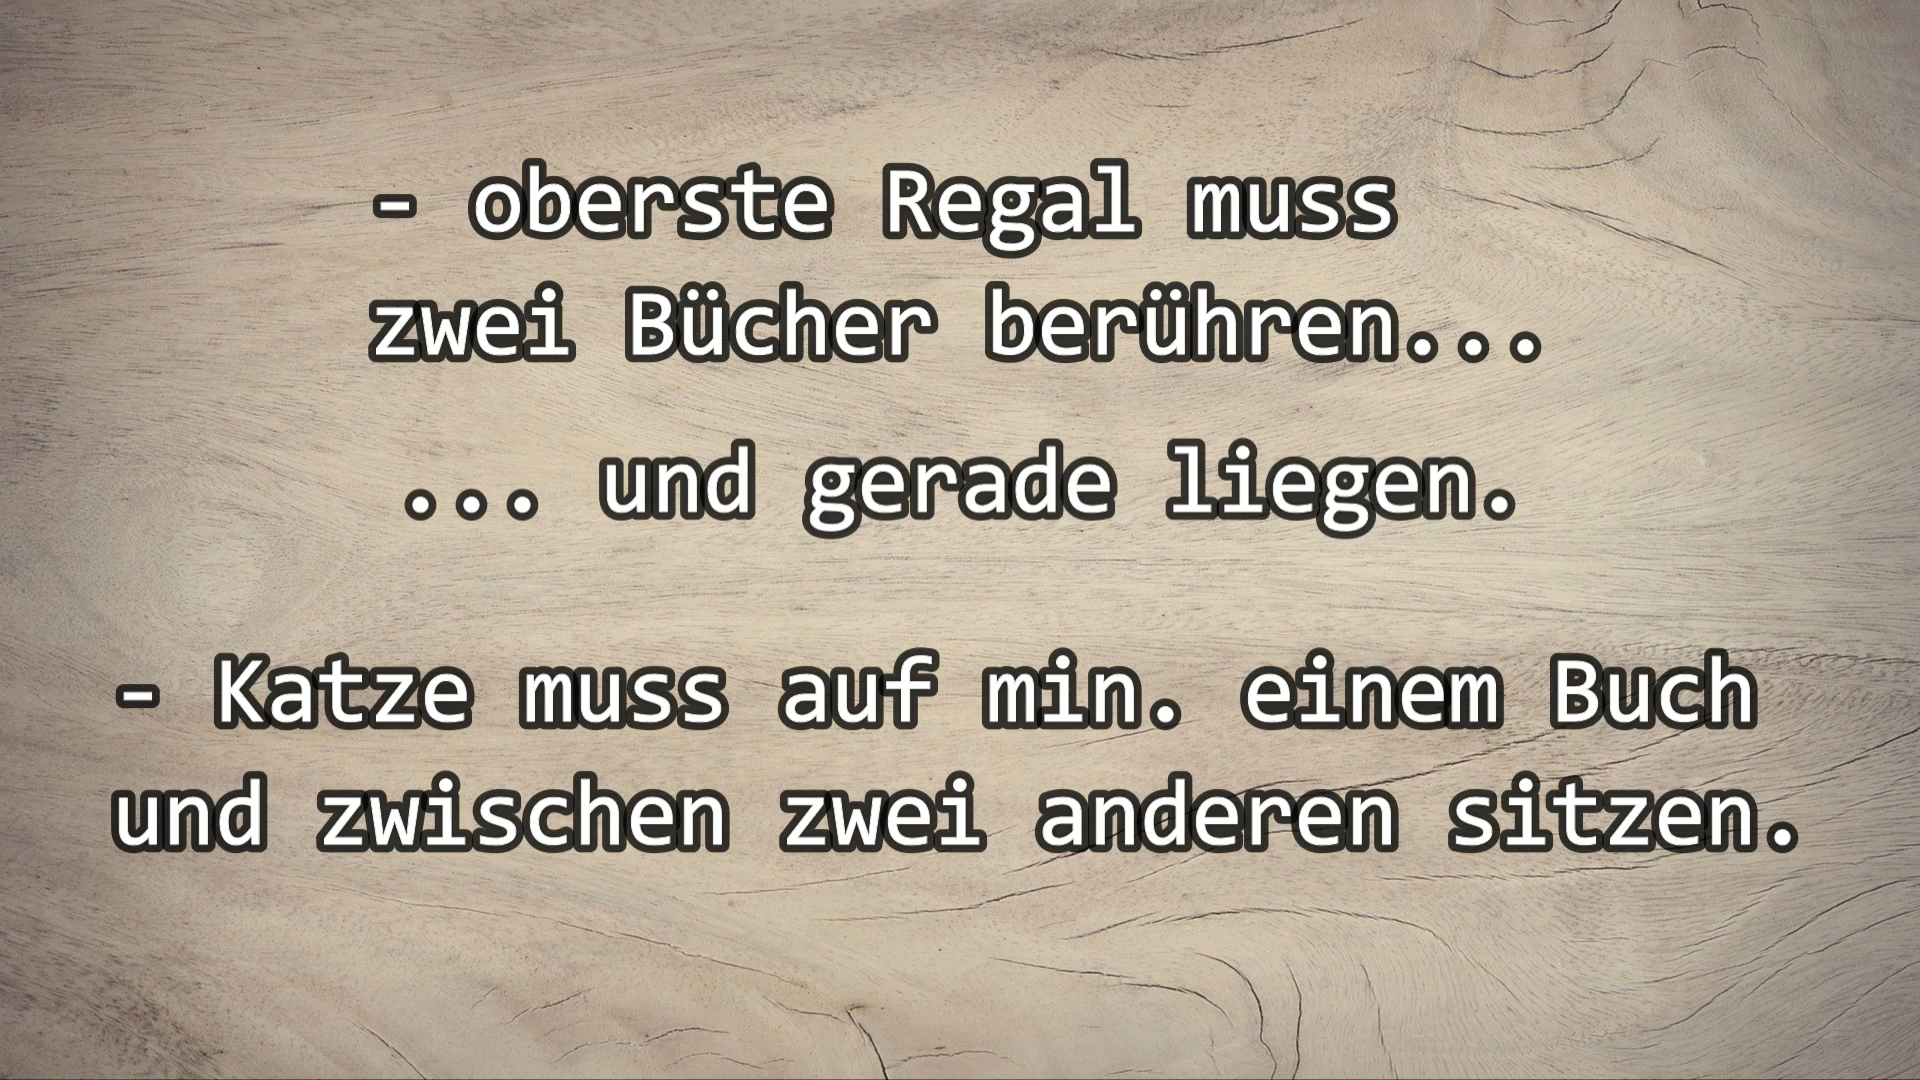 - oberste Regal muss
zwei Bücher berühren...
... und gerade liegen.
- Katze muss auf min. einem Buch
und zwischen zwei anderen sitzen.